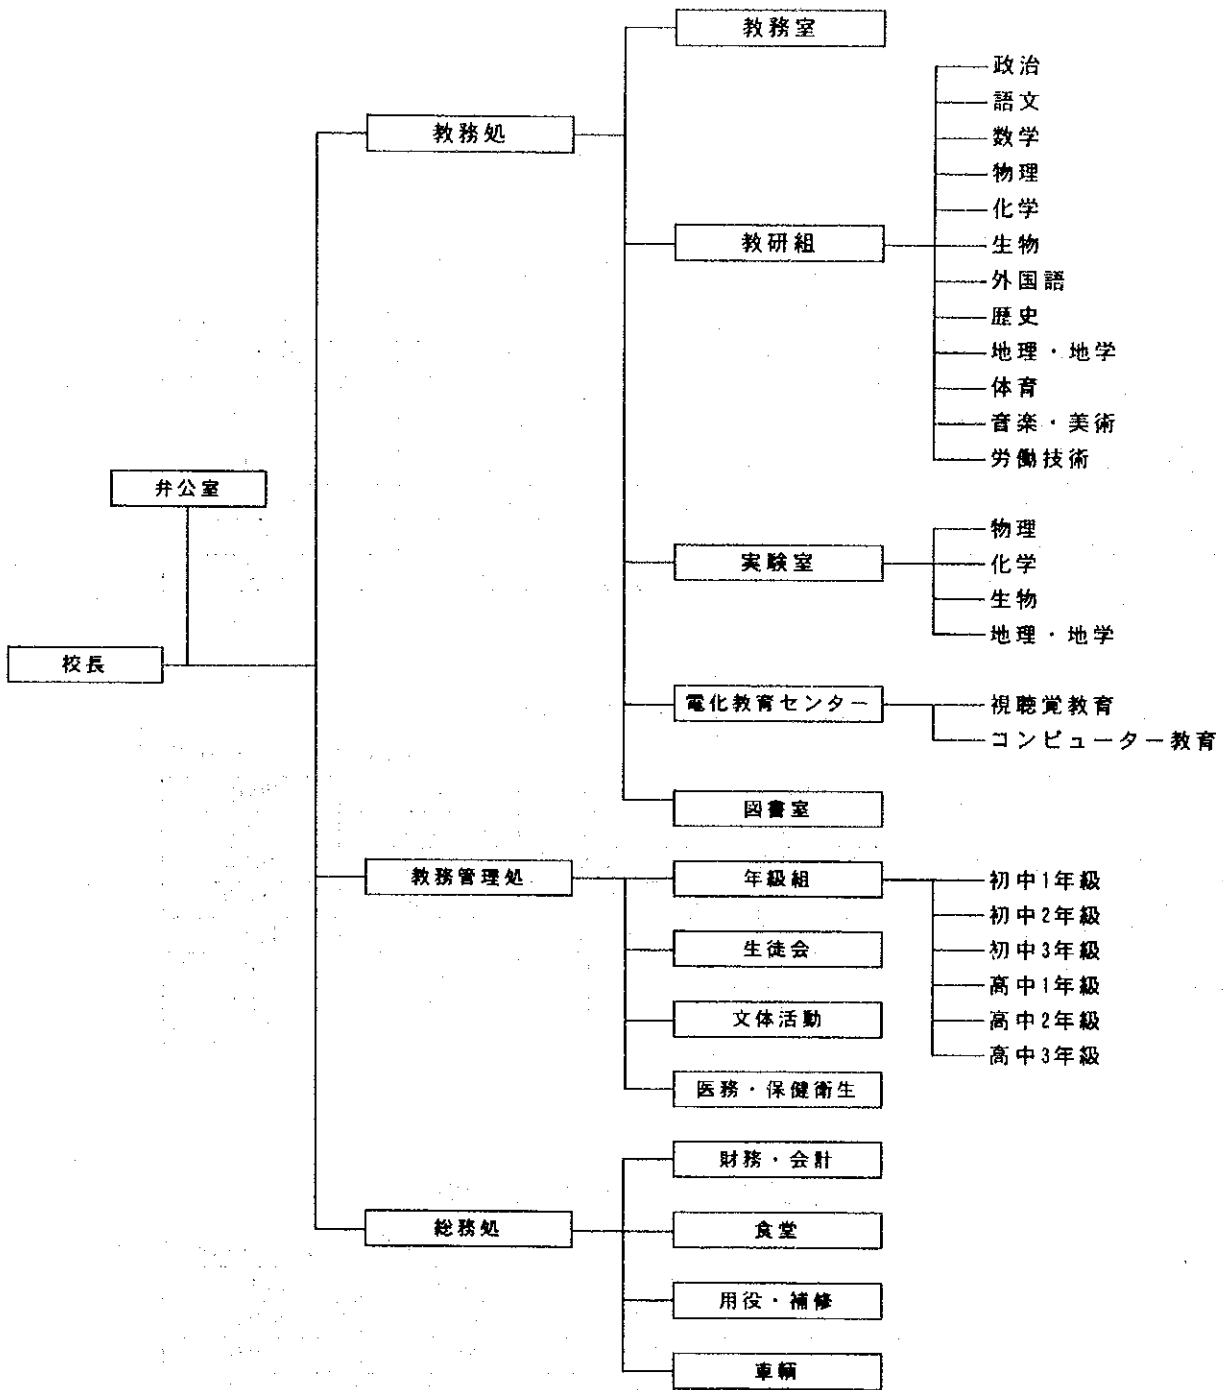 教務室
政治
語文
教務処
数学
物理
化学
教研組
生物
外国語
歴史
地理・地学
体育
音楽・美術
労働技術
弁公室
物理
実験室
化学
生物
地理・地学
校長
電化教育センター
視聴覚教育
コンピューター教育
図書室
教務管理処
年級組
初中1年級
初中2年級
生徒会
初中3年級
高中1年級
文体活動
高中2年級
高中3年級
医務・保健衛生
財務・会計
総務処
食堂
用役・補修
車輌